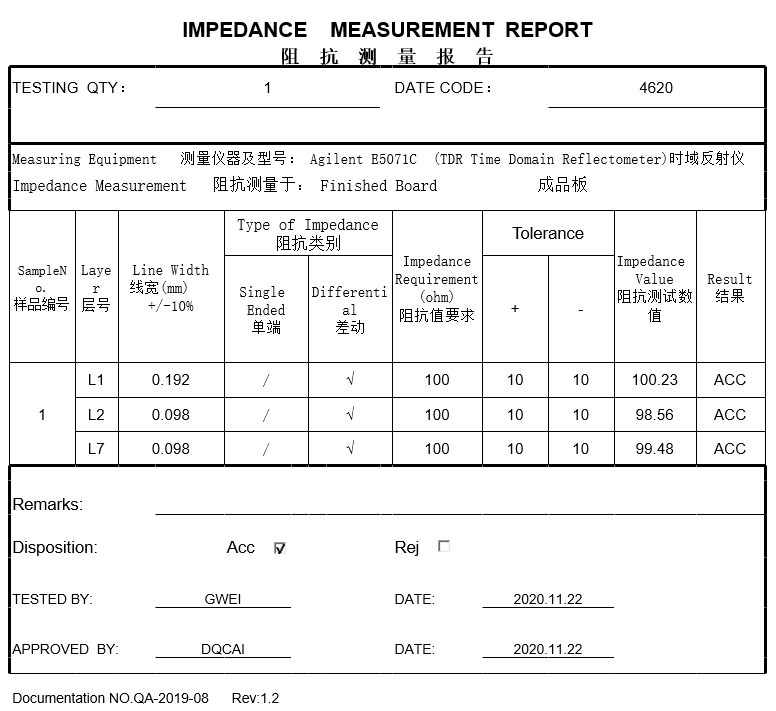 IMPEDANCE MEASUREMENT REPORT
阻 抗 测 量 报 告
TESTING QTY： 1 DATE CODE： 4620
Measuring Equipment 测量仪器及型号： Agilent E5071C (TDR Time Domain Reflectometer)时域反射仪
Impedance Measurement 阻抗测量于： Finished Board 成品板
SampleN
o.
样品编号
Laye
r
层号
Line Width
线宽(mm)
+/-10%
Type of Impedance
阻抗类别
Single
Ended
单端
Differenti
al
差动
Impedance
Requirement
(ohm)
阻抗值要求
Tolerance
+ -
Impedance
Value
阻抗测试数
值
Result
结果
1
L1 0.192 / √ 100 10 10 100.23 ACC
L2 0.098 / √ 100 10 10 98.56 ACC
L7 0.098 / √ 100 10 10 99.48 ACC
Remarks:
Disposition: Acc Rej
TESTED BY: GWEI DATE: 2020.11.22
APPROVED BY: DQCAI DATE: 2020.11.22
Documentation NO.QA-2019-08 Rev:1.2